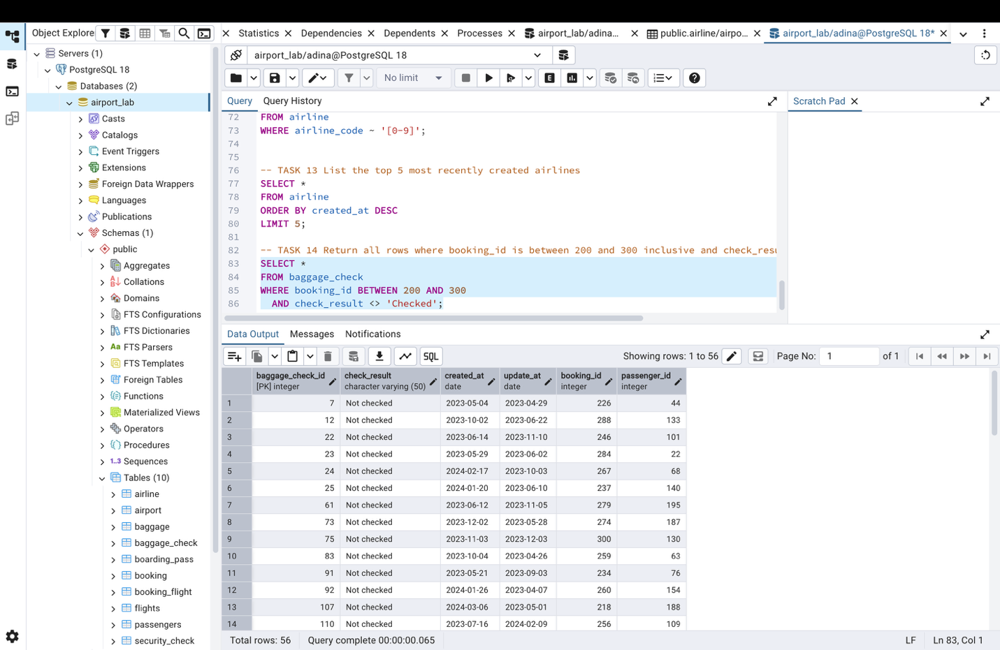 Object Explore
Statistics
Dependencies
Dependents
Processes
airport_lab/adina...
public.airline/airpo...
airport_lab/adina@PostgreSQL 18*
Servers (1)
PostgreSQL 18
Databases (2)
airport_lab
Casts
Catalogs
Event Triggers
Extensions
Foreign Data Wrappers
Languages
Publications
Schemas (1)
public
Aggregates
Collations
Domains
FTS Configurations
FTS Dictionaries
Aa FTS Parsers
FTS Templates
Foreign Tables
Functions
Materialized Views
Operators
Procedures
1..3 Sequences
Tables (10)
airline
airport
baggage
baggage_check
boarding_pass
booking
booking_flight
flights
passengers
security_check
airport_lab/adina@PostgreSQL 18
No limit
E
Query Query History
Scratch Pad
72 FROM airline
73 WHERE airline_code ~ '[0-9]';
74
75
76 -- TASK 13 List the top 5 most recently created airlines
77 SELECT *
78 FROM airline
79 ORDER BY created_at DESC
80 LIMIT 5;
81
82 -- TASK 14 Return all rows where booking_id is between 200 and 300 inclusive and check_resu
83 SELECT *
84 FROM baggage_check
85 WHERE booking_id BETWEEN 200 AND 300
86 AND check_result <> 'Checked';
Data Output Messages Notifications
SQL
Showing rows: 1 to 56
Page No: 1 of 1
baggage_check_id check_result created_at update_at booking_id passenger_id
[PK] integer character varying (50) date date integer integer
1 7 Not checked 2023-05-04 2023-04-29 226 44
2 12 Not checked 2023-10-02 2023-06-22 288 133
3 22 Not checked 2023-06-14 2023-11-10 246 101
4 23 Not checked 2023-05-29 2023-06-02 284 22
5 24 Not checked 2024-02-17 2023-10-03 267 68
6 25 Not checked 2024-01-20 2023-06-10 237 140
7 61 Not checked 2023-06-12 2023-11-05 279 195
8 73 Not checked 2023-12-02 2023-05-28 274 187
9 75 Not checked 2023-11-03 2023-12-03 300 130
10 83 Not checked 2023-10-04 2023-04-26 259 63
11 91 Not checked 2023-05-21 2023-09-03 234 76
12 92 Not checked 2024-01-26 2023-04-07 260 154
13 107 Not checked 2024-03-06 2023-05-01 218 188
14 110 Not checked 2023-07-16 2024-02-09 256 109
Total rows: 56 Query complete 00:00:00.065
LF Ln 83, Col 1